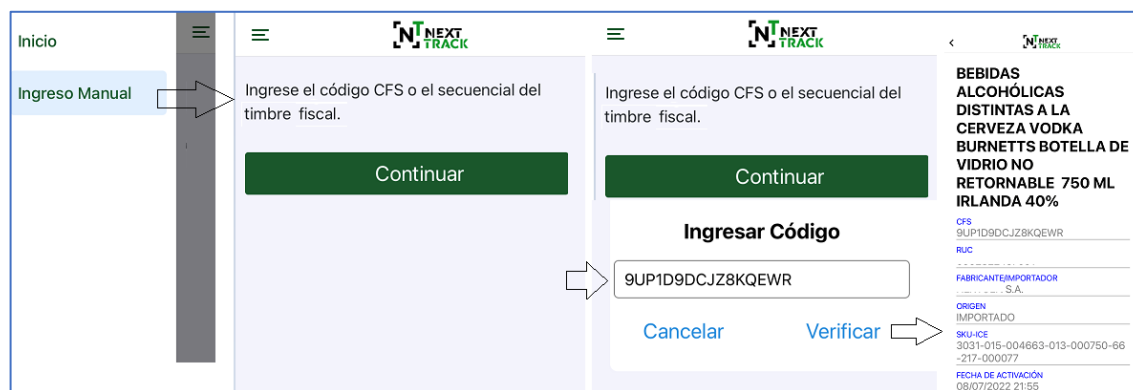 Inicio
Ingreso Manual
NT NEXT
TRACK
Ingrese el código CFS o el secuencial del
timbre fiscal.
Continuar
NT NEXT
TRACK
Ingrese el código CFS o el secuencial del
timbre fiscal.
Continuar
Ingresar Código
9UP1D9DCJZ8KQEWR
Cancelar
Verificar
NT NEXT
TRACK
BEBIDAS
ALCOHÓLICAS
DISTINTAS A LA
CERVEZA VODKA
BURNETTS BOTELLA DE
VIDRIO NO
RETORNABLE 750 ML
IRLANDA 40%
CFS
9UP1D9DCJZ8KQEWR
RUC
FABRICANTE/IMPORTADOR
S.A.
ORIGEN
IMPORTADO
SKU-ICE
3031-015-004663-013-000750-66
-217-000077
FECHA DE ACTIVACIÓN
08/07/2022 21:55